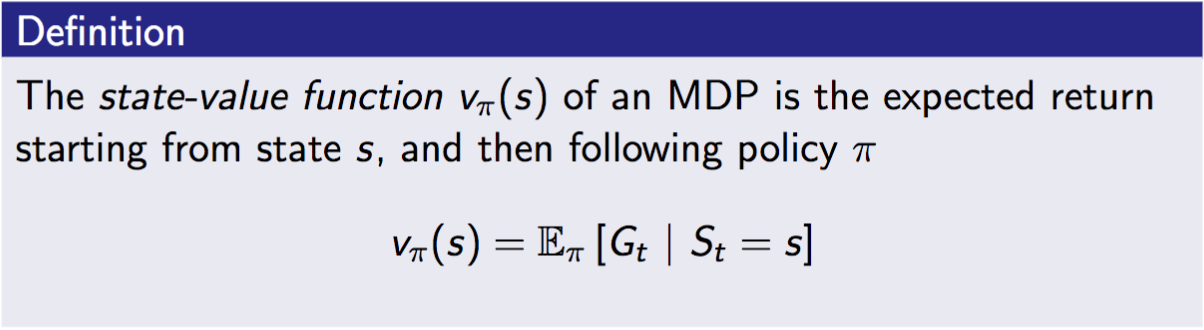 Definition
The state-value function vπ(s) of an MDP is the expected return
starting from state s, and then following policy π
vπ(s) = 𝔼π [Gt | St = s]